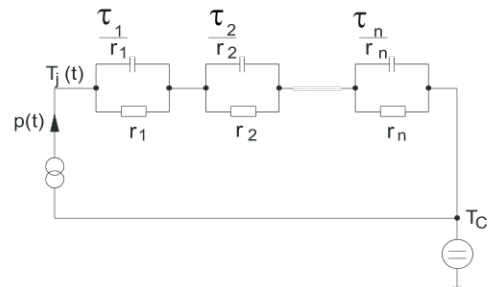 τ1/r1 τ2/r2 τn/rn
Tj(t)
p(t)
r1 r2 rn
TC